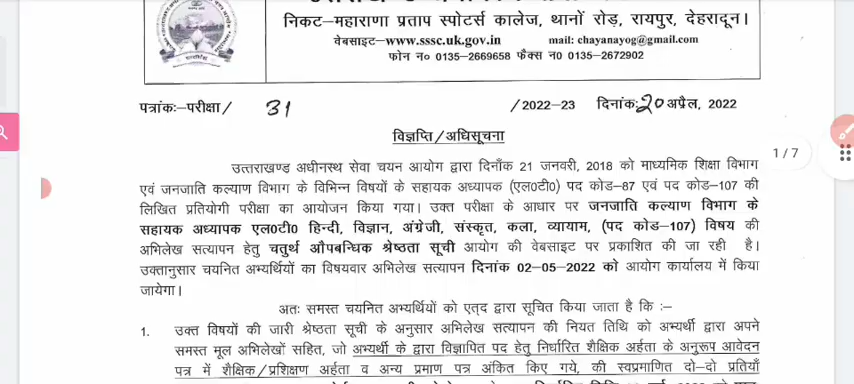 निकट–महाराणा प्रताप स्पोटर्स कालेज, थानों रोड़, रायपुर, देहरादून।
वेबसाइट–www.sssc.uk.gov.in mail: chayanayog@gmail.com
फोन न० 0135-2669658 फैक्स न0 0135-2672902
पत्रांकः–परीक्षा/ 31 /2022-23 दिनांकः 20 अप्रैल, 2022
विज्ञप्ति/अधिसूचना
1 / 7
उत्तराखण्ड अधीनस्थ सेवा चयन आयोग द्वारा दिनाँक 21 जनवरी, 2018 को माध्यमिक शिक्षा विभाग
एवं जनजाति कल्याण विभाग के विभिन्न विषयों के सहायक अध्यापक (एल0टी0) पद कोड–87 एवं पद कोड–107 की
लिखित प्रतियोगी परीक्षा का आयोजन किया गया। उक्त परीक्षा के आधार पर जनजाति कल्याण विभाग के
सहायक अध्यापक एल0टी0 हिन्दी, विज्ञान, अंग्रेजी, संस्कृत, कला, व्यायाम, (पद कोड–107) विषय की
अभिलेख सत्यापन हेतु चतुर्थ औपबन्धिक श्रेष्ठता सूची आयोग की वेबसाइट पर प्रकाशित की जा रही है।
उक्तानुसार चयनित अभ्यर्थियों का विषयवार अभिलेख सत्यापन दिनांक 02–05–2022 को आयोग कार्यालय में किया
जायेगा।
अतः समस्त चयनित अभ्यर्थियों को एतद् द्वारा सूचित किया जाता है कि :–
1. उक्त विषयों की जारी श्रेष्ठता सूची के अनुसार अभिलेख सत्यापन की नियत तिथि को अभ्यर्थी द्वारा अपने
समस्त मूल अभिलेखों सहित, जो अभ्यर्थी के द्वारा विज्ञापित पद हेतु निर्धारित शैक्षिक अर्हता के अनुरूप आवेदन
पत्र में शैक्षिक/प्रशिक्षण अर्हता व अन्य प्रमाण पत्र अंकित किए गये, की स्वप्रमाणित दो–दो प्रतियाँ